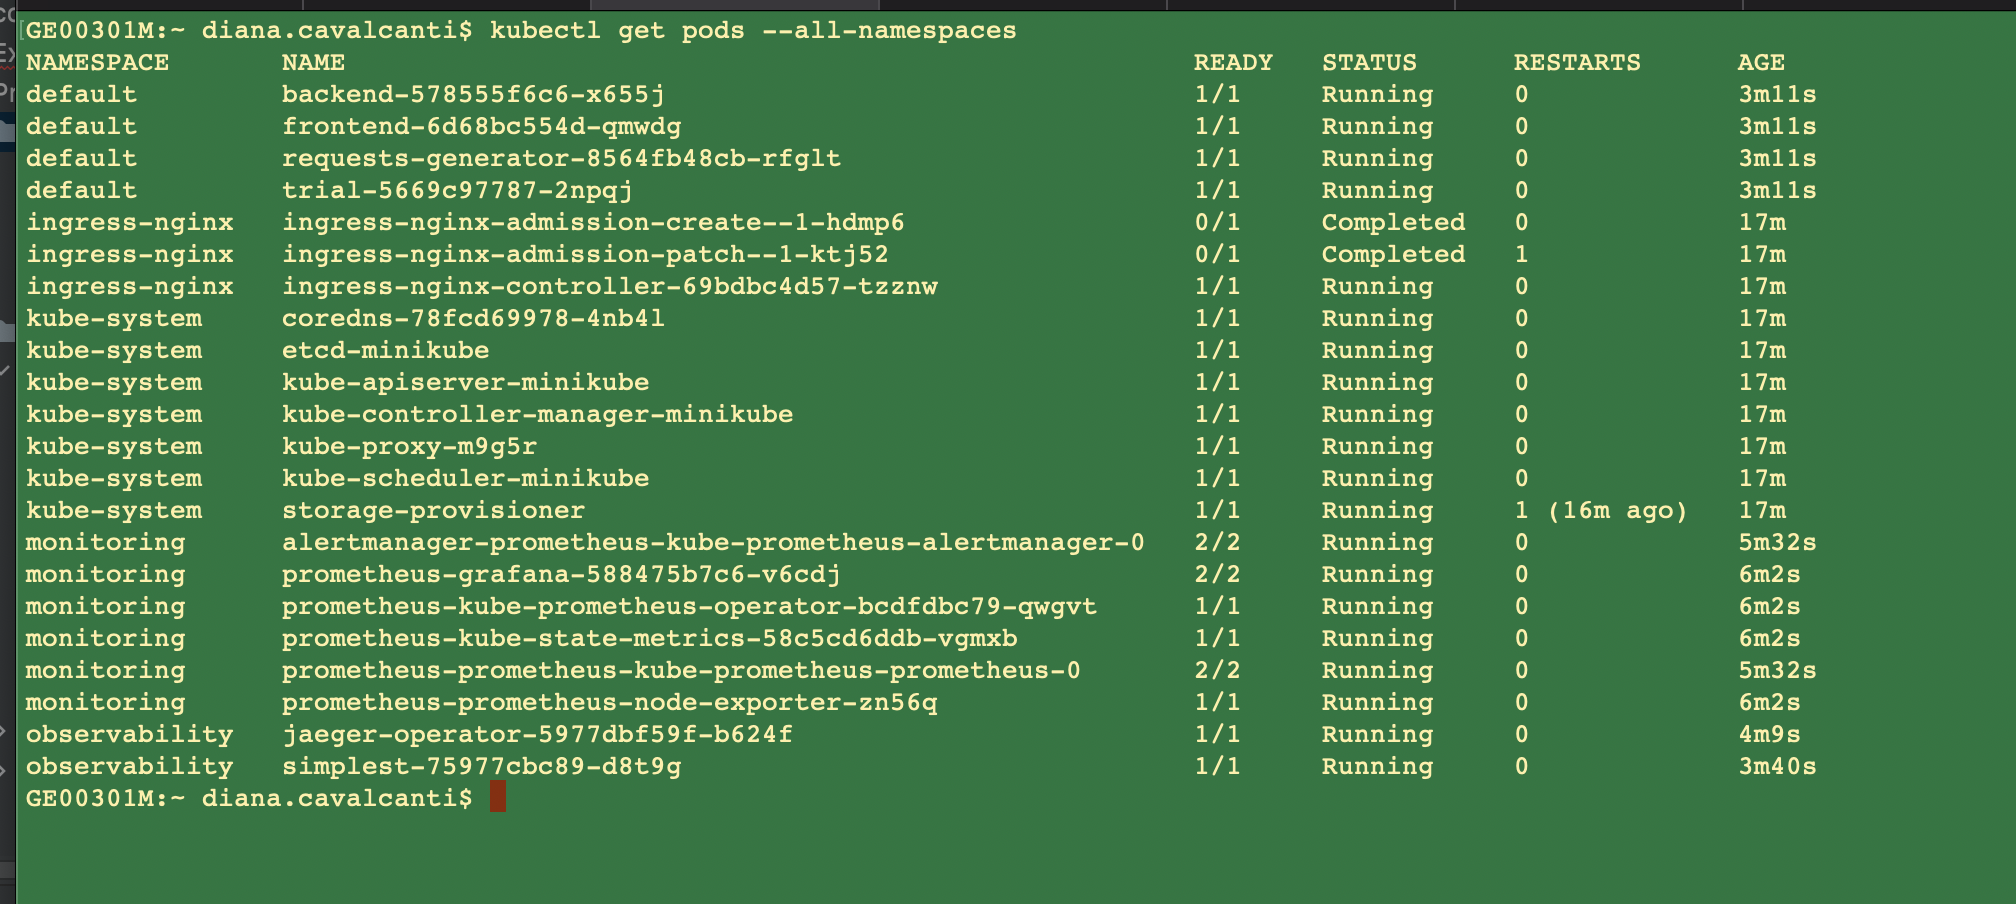 GE00301M:~ diana.cavalcanti$ kubectl get pods --all-namespaces
NAMESPACE NAME READY STATUS RESTARTS AGE
default backend-578555f6c6-x655j 1/1 Running 0 3m11s
default frontend-6d68bc554d-qmwdg 1/1 Running 0 3m11s
default requests-generator-8564fb48cb-rfglt 1/1 Running 0 3m11s
default trial-5669c97787-2npqj 1/1 Running 0 3m11s
ingress-nginx ingress-nginx-admission-create--1-hdmp6 0/1 Completed 0 17m
ingress-nginx ingress-nginx-admission-patch--1-ktj52 0/1 Completed 1 17m
ingress-nginx ingress-nginx-controller-69bdbc4d57-tzznw 1/1 Running 0 17m
kube-system coredns-78fcd69978-4nb4l 1/1 Running 0 17m
kube-system etcd-minikube 1/1 Running 0 17m
kube-system kube-apiserver-minikube 1/1 Running 0 17m
kube-system kube-controller-manager-minikube 1/1 Running 0 17m
kube-system kube-proxy-m9g5r 1/1 Running 0 17m
kube-system kube-scheduler-minikube 1/1 Running 0 17m
kube-system storage-provisioner 1/1 Running 1 (16m ago) 17m
monitoring alertmanager-prometheus-kube-prometheus-alertmanager-0 2/2 Running 0 5m32s
monitoring prometheus-grafana-588475b7c6-v6cdj 2/2 Running 0 6m2s
monitoring prometheus-kube-prometheus-operator-bcdfdbc79-qwgvt 1/1 Running 0 6m2s
monitoring prometheus-kube-state-metrics-58c5cd6ddb-vgmxb 1/1 Running 0 6m2s
monitoring prometheus-prometheus-kube-prometheus-prometheus-0 2/2 Running 0 5m32s
monitoring prometheus-prometheus-node-exporter-zn56q 1/1 Running 0 6m2s
observability jaeger-operator-5977dbf59f-b624f 1/1 Running 0 4m9s
observability simplest-75977cbc89-d8t9g 1/1 Running 0 3m40s
GE00301M:~ diana.cavalcanti$